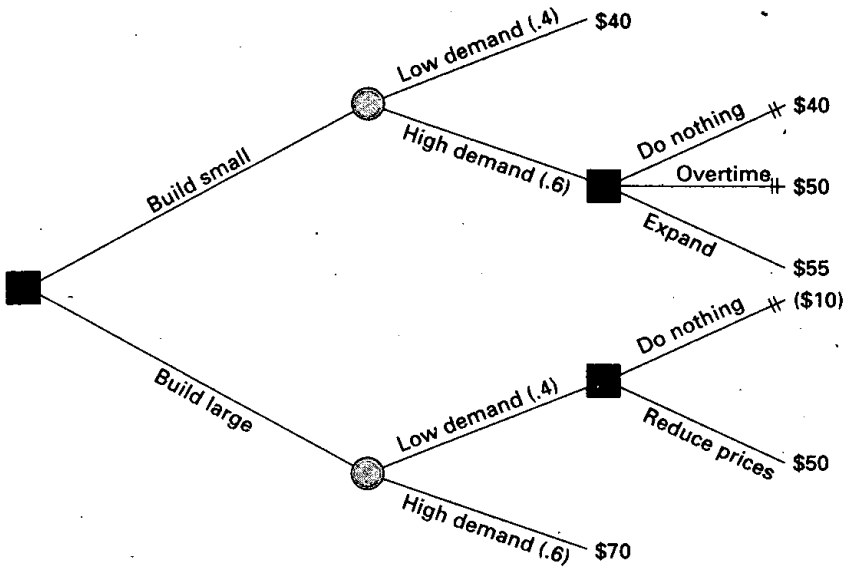 Low demand (.4)
$40
Build small
High demand (.6)
Do nothing
$40
Overtime
$50
Expand
$55
Build large
Low demand (.4)
Do nothing
($10)
Reduce prices
$50
High demand (.6)
$70